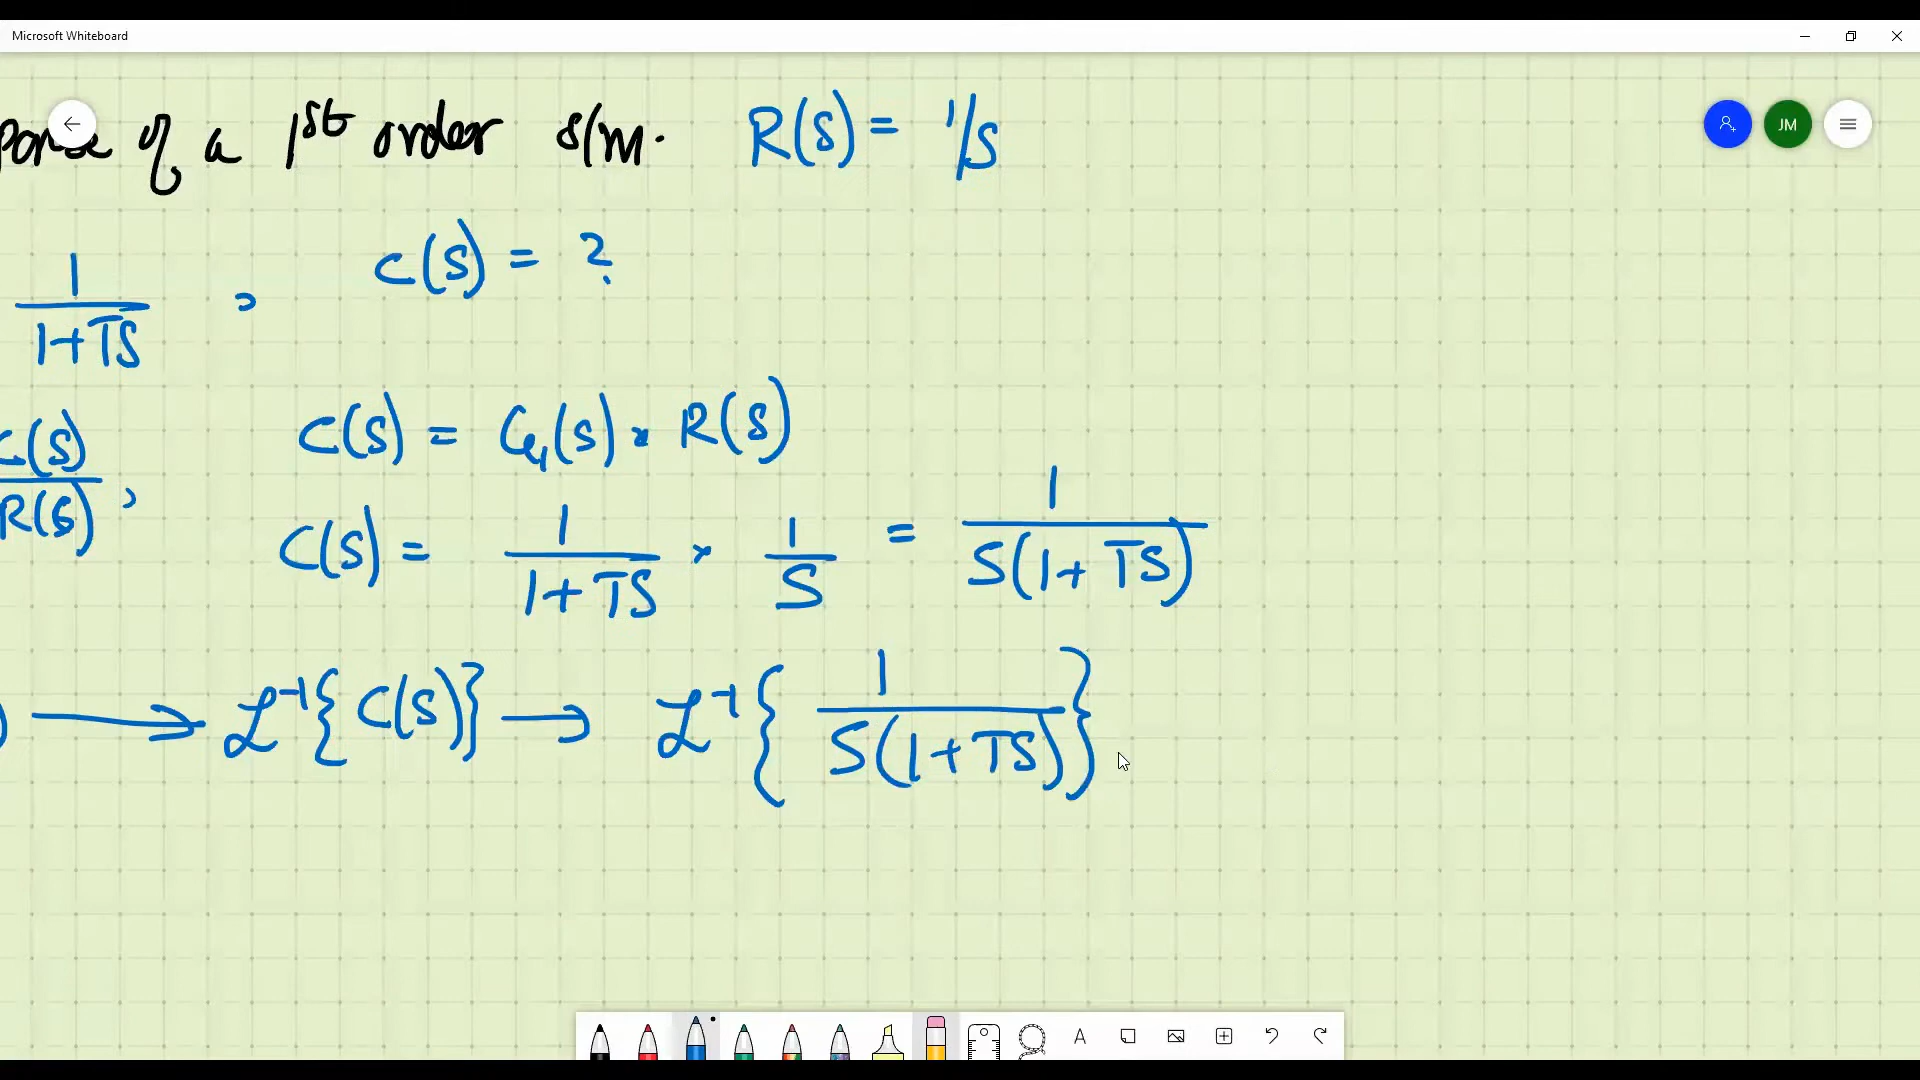 Microsoft Whiteboard
of a 1st order s/m. R(S) = 1/S
JM
1/(1+TS) , C(S) = ?
C(S)/R(S) , C(S) = G(S) × R(S)
C(S) = 1/(1+TS) × 1/S = 1/(S(1+TS))
) ⟶ ℒ⁻¹{C(S)} ⟶ ℒ⁻¹{1/(S(1+TS))}
A